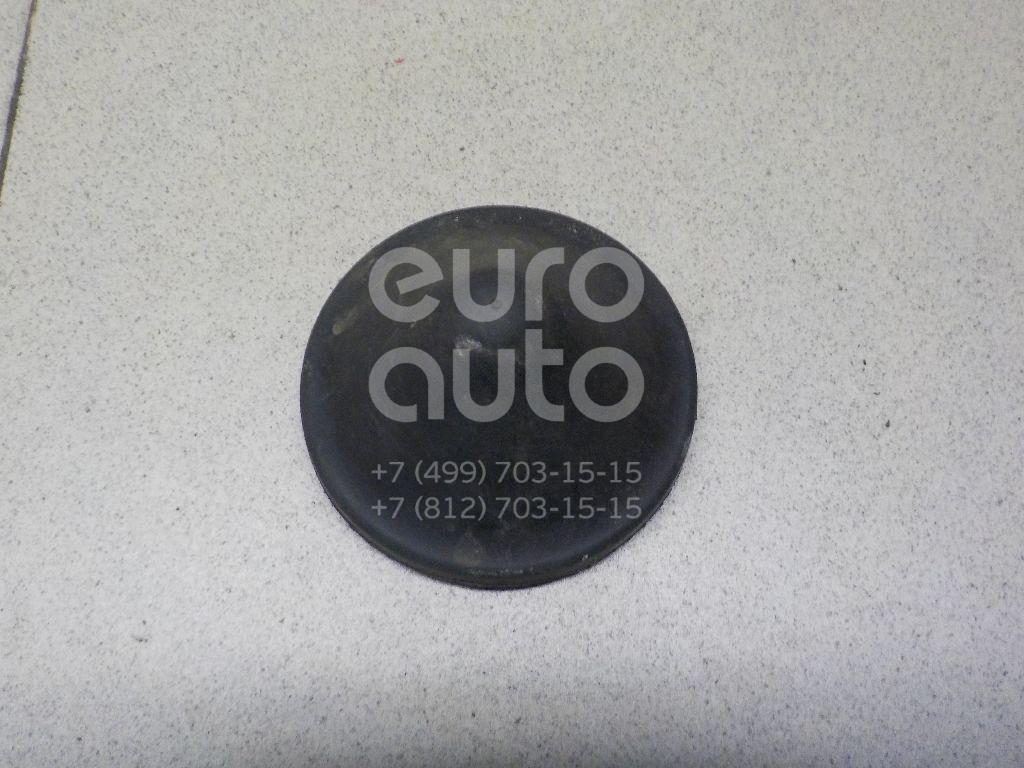 euro
auto
+7 (499) 703-15-15
+7 (812) 703-15-15